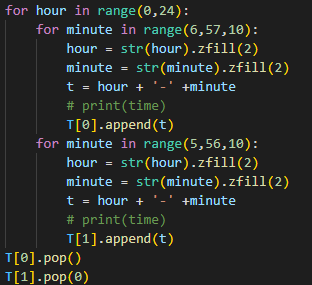 for hour in range(0,24):
    for minute in range(6,57,10):
        hour = str(hour).zfill(2)
        minute = str(minute).zfill(2)
        t = hour + '-' +minute
        # print(time)
        T[0].append(t)
    for minute in range(5,56,10):
        hour = str(hour).zfill(2)
        minute = str(minute).zfill(2)
        t = hour + '-' +minute
        # print(time)
        T[1].append(t)
T[0].pop()
T[1].pop(0)